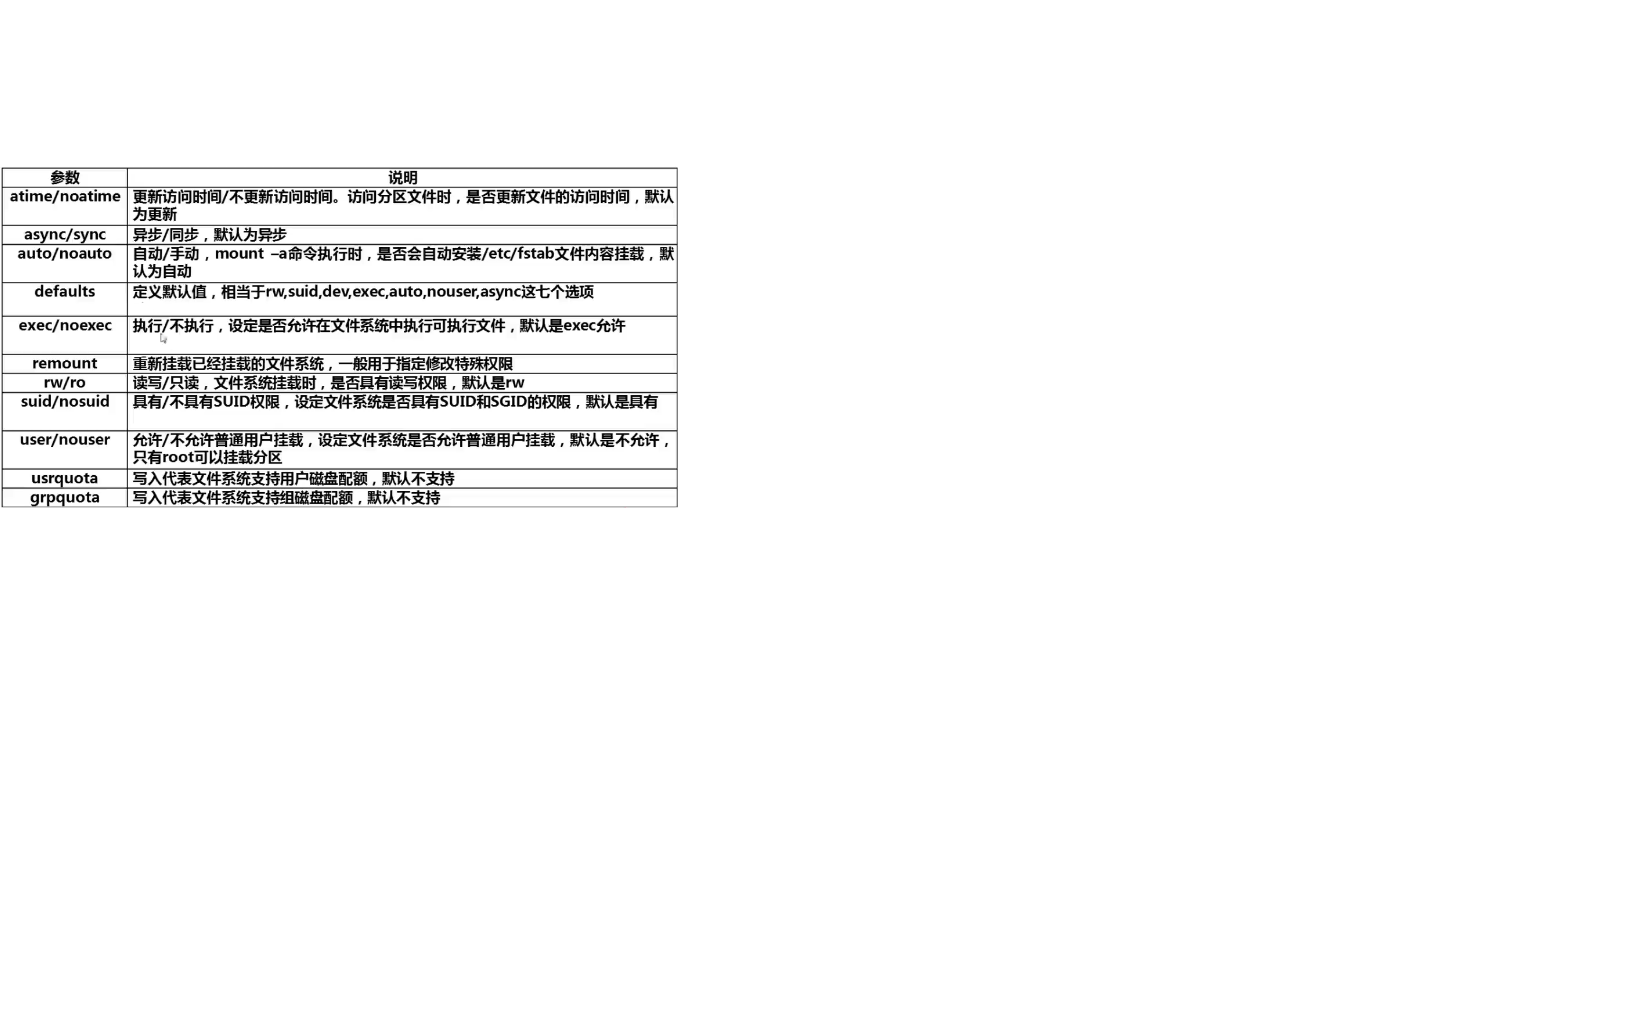 参数 说明
atime/noatime 更新访问时间/不更新访问时间。访问分区文件时，是否更新文件的访问时间，默认
为更新
async/sync 异步/同步，默认为异步
auto/noauto 自动/手动，mount –a命令执行时，是否会自动安装/etc/fstab文件内容挂载，默
认为自动
defaults 定义默认值，相当于rw,suid,dev,exec,auto,nouser,async这七个选项
exec/noexec 执行/不执行，设定是否允许在文件系统中执行可执行文件，默认是exec允许
remount 重新挂载已经挂载的文件系统，一般用于指定修改特殊权限
rw/ro 读写/只读，文件系统挂载时，是否具有读写权限，默认是rw
suid/nosuid 具有/不具有SUID权限，设定文件系统是否具有SUID和SGID的权限，默认是具有
user/nouser 允许/不允许普通用户挂载，设定文件系统是否允许普通用户挂载，默认是不允许，
只有root可以挂载分区
usrquota 写入代表文件系统支持用户磁盘配额，默认不支持
grpquota 写入代表文件系统支持组磁盘配额，默认不支持